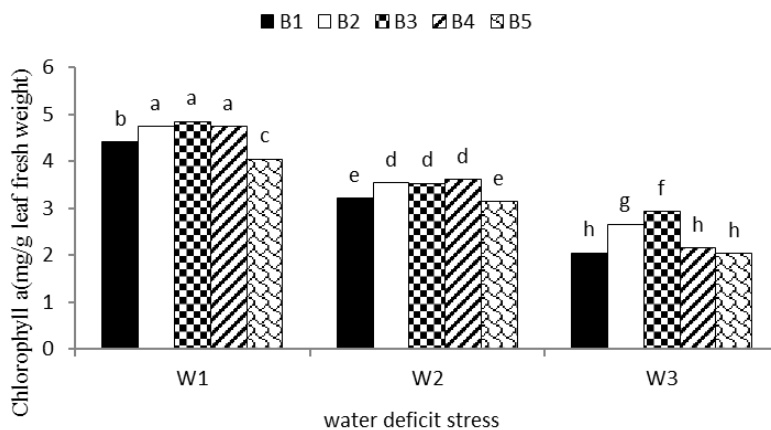 B1 B2 B3 B4 B5
Chlorophyll a(mg/g leaf fresh weight)
6
5
4
3
2
1
0
b a a a c
e d d d e
h g f h h
W1 W2 W3
water deficit stress